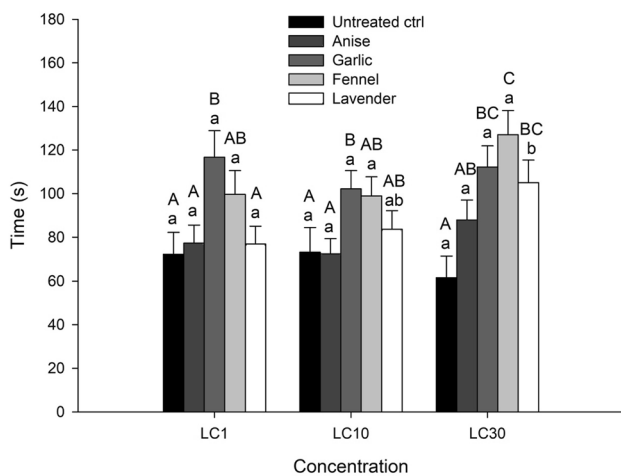 180
160
140
120
100
80
60
40
20
0
Time (s)
Untreated ctrl
Anise
Garlic
Fennel
Lavender
A A B AB A
a a a a a
A A B AB AB
a a a a ab
A AB BC C BC
a a a a b
LC1 LC10 LC30
Concentration